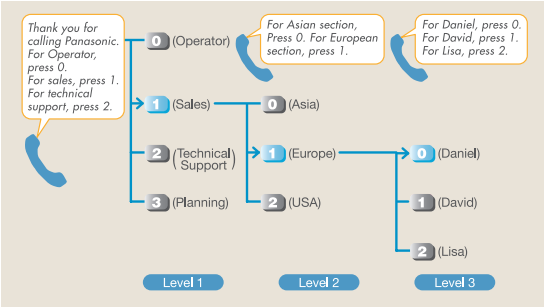 Thank you for
calling Panasonic.
For Operator,
press 0.
For sales, press 1.
For technical
support, press 2.
For Asian section,
Press 0. For European
section, press 1.
For Daniel, press 0.
For David, press 1.
For Lisa, press 2.
0 (Operator)
1 (Sales)
2 (Technical
Support)
3 (Planning)
0 (Asia)
1 (Europe)
2 (USA)
0 (Daniel)
1 (David)
2 (Lisa)
Level 1
Level 2
Level 3